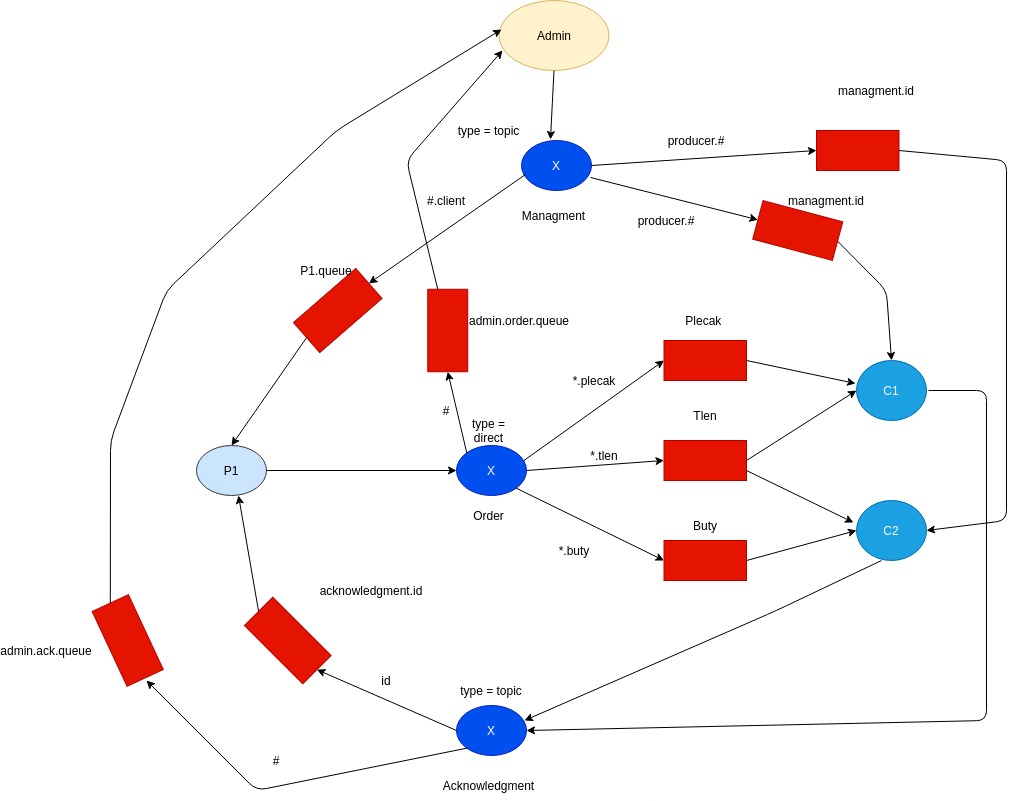 Admin
managment.id
type = topic
producer.#
X
managment.id
#.client
Managment
producer.#
P1.queue
admin.order.queue
Plecak
*.plecak
C1
#
type =
direct
Tlen
*.tlen
P1
X
Order
Buty
C2
*.buty
acknowledgment.id
admin.ack.queue
id
type = topic
X
#
Acknowledgment